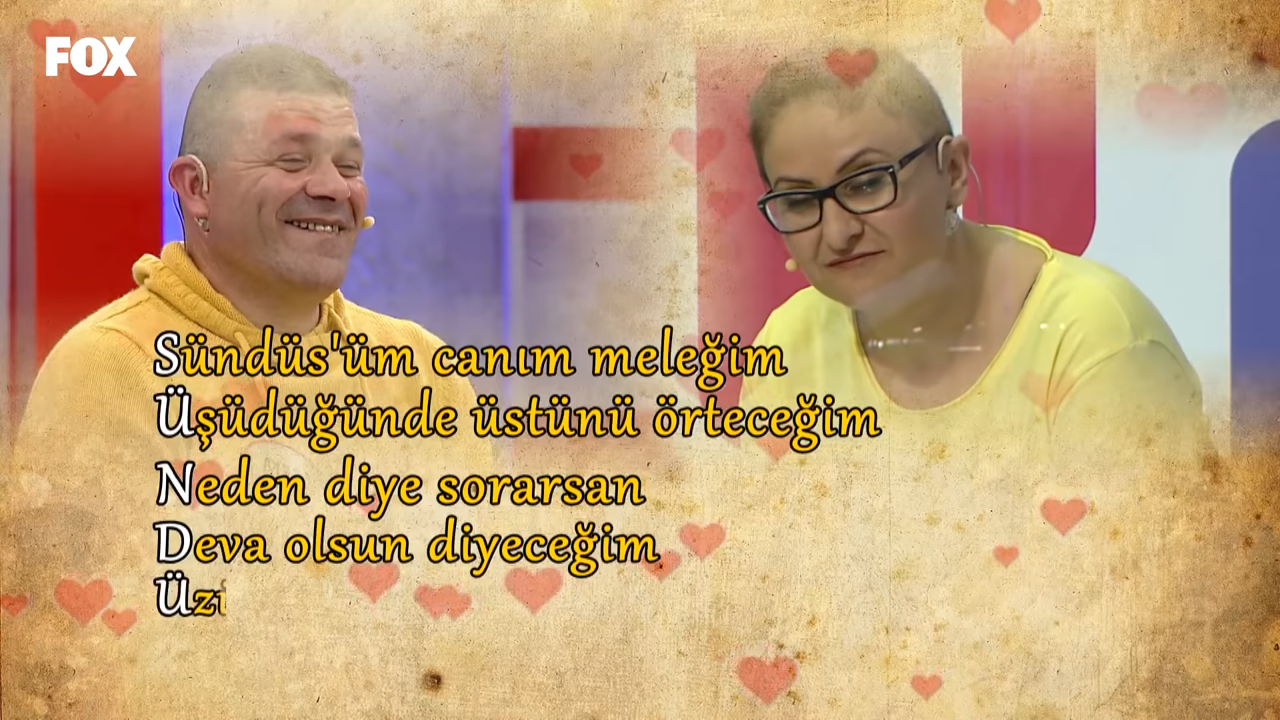 FOX
Sündüs'üm canım meleğim
Üşüdüğünde üstünü örteceğim
Neden diye sorarsan
Deva olsun diyeceğim